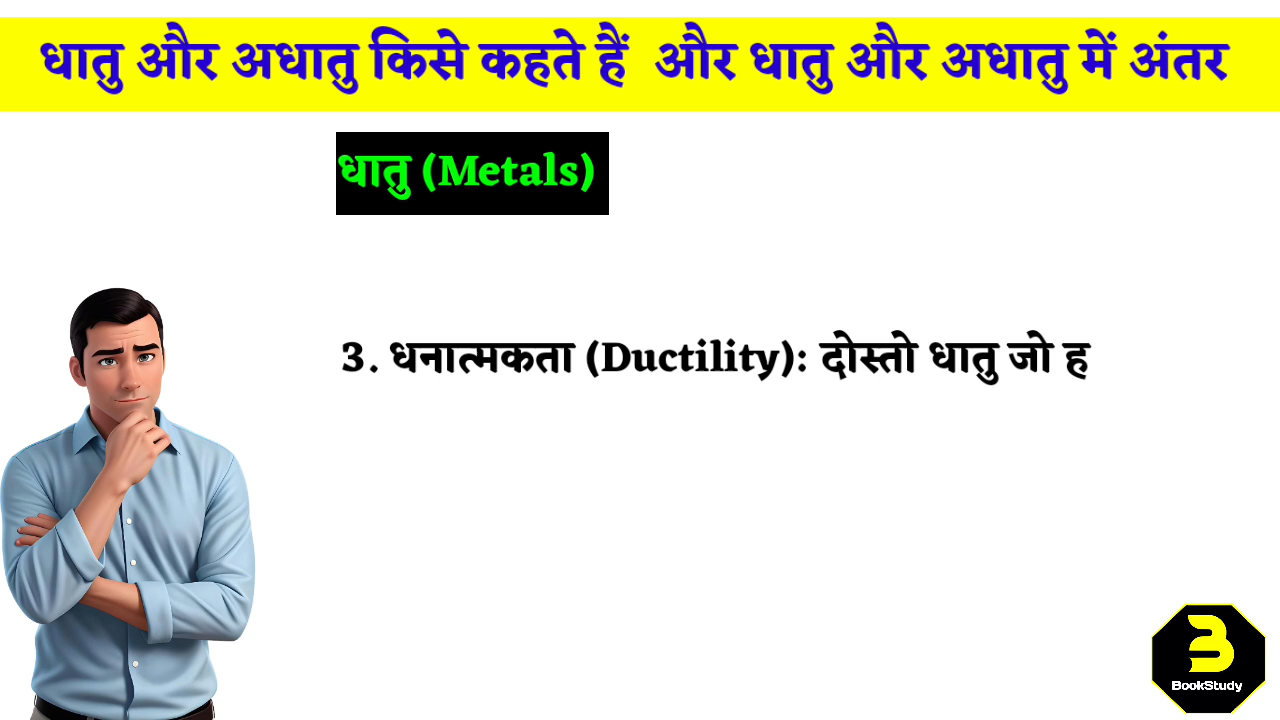 धातु और अधातु किसे कहते हैं और धातु और अधातु में अंतर
धातु (Metals)
3. धनात्मकता (Ductility): दोस्तो धातु जो ह
BookStudy